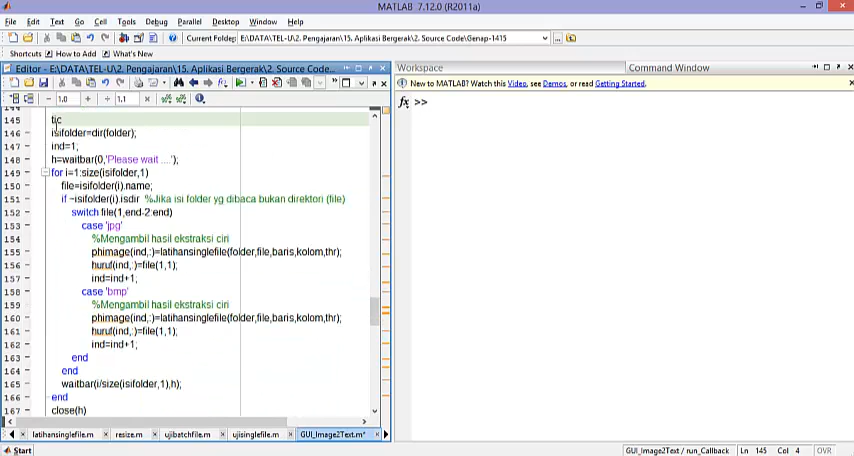 MATLAB 7.12.0 (R2011a)
File Edit Text Go Cell Tools Debug Parallel Desktop Window Help
Current Folder: E:\DATA\TEL-U\2. Pengajaran\15. Aplikasi Bergerak\2. Source Code\Genap-1415
Shortcuts How to Add What's New
Editor - E:\DATA\TEL-U\2. Pengajaran\15. Aplikasi Bergerak\2. Source Code...
Workspace
Command Window
1.0
1.1
New to MATLAB? Watch this Video, see Demos, or read Getting Started.
fx >>
144
145 tic
146 isifolder=dir(folder);
147 ind=1;
148 h=waitbar(0,'Please wait ....');
149 for i=1:size(isifolder,1)
150 file=isifolder(i).name;
151 if ~isifolder(i).isdir %Jika isi folder yg dibaca bukan direktori (file)
152 switch file(1,end-2:end)
153 case 'jpg'
154 %Mengambil hasil ekstraksi ciri
155 phimage(ind,:)=latihansinglefile(folder,file,baris,kolom,thr);
156 huruf(ind,:)=file(1,1);
157 ind=ind+1;
158 case 'bmp'
159 %Mengambil hasil ekstraksi ciri
160 phimage(ind,:)=latihansinglefile(folder,file,baris,kolom,thr);
161 huruf(ind,:)=file(1,1);
162 ind=ind+1;
163 end
164 end
165 waitbar(i/size(isifolder,1),h);
166 end
167 close(h)
latihansinglefile.m resize.m ujibatchfile.m ujisinglefile.m GUI_Image2Text.m*
Start
GUI_Image2Text / run_Callback Ln 145 Col 4 OVR